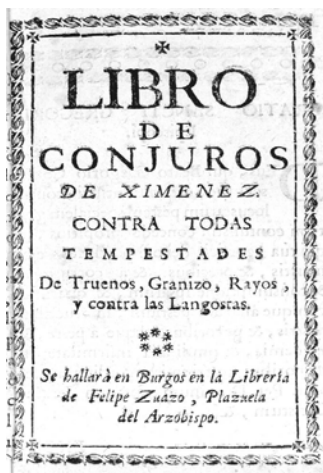 LIBRO
DE
CONJUROS
DE XIMENEZ.
CONTRA TODAS
TEMPESTADES
De Truenos, Granizo, Rayos,
y contra las Langostas.
Se hallarà en Burgos en la Libreria
de Felipe Zuazo, Plazuela
del Arzobispo.